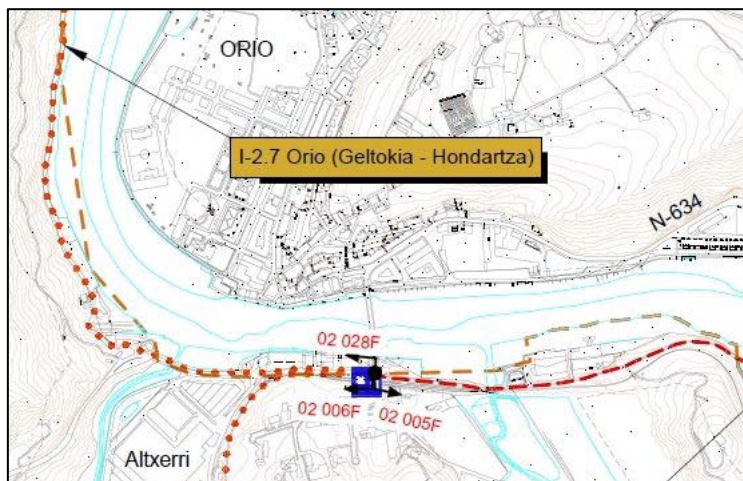 ORIO
I-2.7 Orio (Geltokia - Hondartza)
N-634
02 028F
02 006F
02 005F
Altxerri